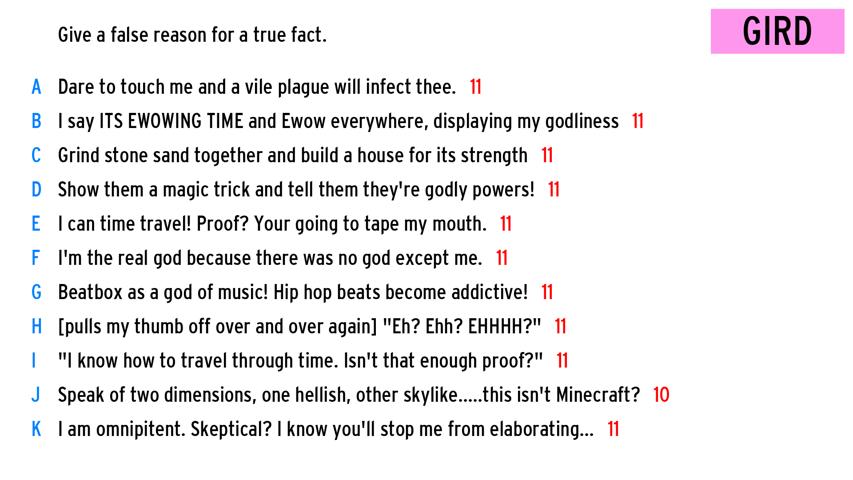 Give a false reason for a true fact.
GIRD
A Dare to touch me and a vile plague will infect thee. 11
B I say ITS EWOWING TIME and Ewow everywhere, displaying my godliness 11
C Grind stone sand together and build a house for its strength 11
D Show them a magic trick and tell them they're godly powers! 11
E I can time travel! Proof? Your going to tape my mouth. 11
F I'm the real god because there was no god except me. 11
G Beatbox as a god of music! Hip hop beats become addictive! 11
H [pulls my thumb off over and over again] "Eh? Ehh? EHHHH?" 11
I "I know how to travel through time. Isn't that enough proof?" 11
J Speak of two dimensions, one hellish, other skylike.....this isn't Minecraft? 10
K I am omnipitent. Skeptical? I know you'll stop me from elaborating... 11